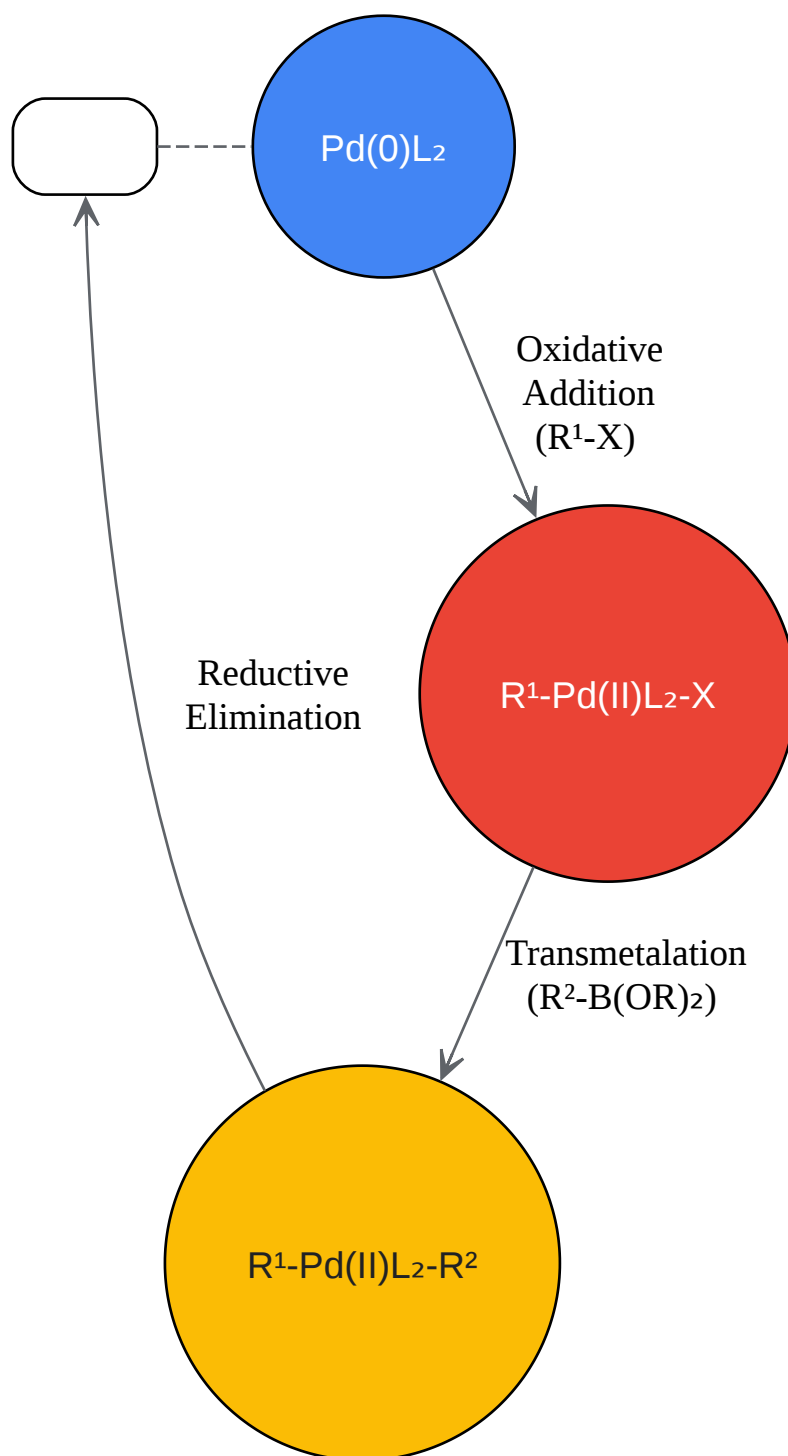 Pd(0)L₂
Oxidative
Addition
(R¹-X)
R¹-Pd(II)L₂-X
Reductive
Elimination
Transmetalation
(R²-B(OR)₂)
R¹-Pd(II)L₂-R²